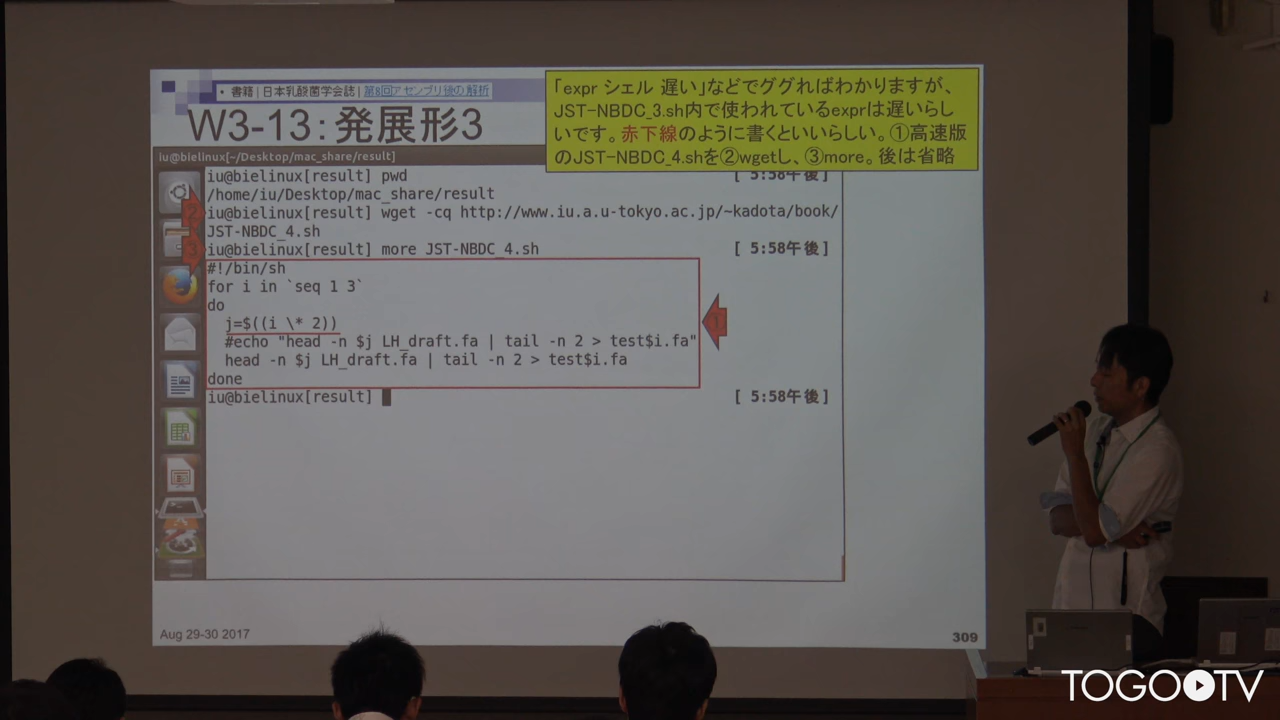 • 書籍 | 日本乳酸菌学会誌 | 第8回アセンブリ後の解析
W3-13：発展形3
「expr シェル 遅い」などでググればわかりますが、
JST-NBDC_3.sh内で使われているexprは遅いらし
いです。赤下線のように書くといいらしい。①高速版
のJST-NBDC_4.shを②wgetし、③more。後は省略
iu@bielinux[~/Desktop/mac_share/result]
iu@bielinux[result] pwd [ 5:58午後]
/home/iu/Desktop/mac_share/result
iu@bielinux[result] wget -cq http://www.iu.a.u-tokyo.ac.jp/~kadota/book/
JST-NBDC_4.sh
iu@bielinux[result] more JST-NBDC_4.sh [ 5:58午後]
#!/bin/sh
for i in `seq 1 3`
do
j=$((i \* 2))
#echo "head -n $j LH_draft.fa | tail -n 2 > test$i.fa"
head -n $j LH_draft.fa | tail -n 2 > test$i.fa
done
iu@bielinux[result] [ 5:58午後]
②
③
①
Aug 29-30 2017
309
TOGOTV